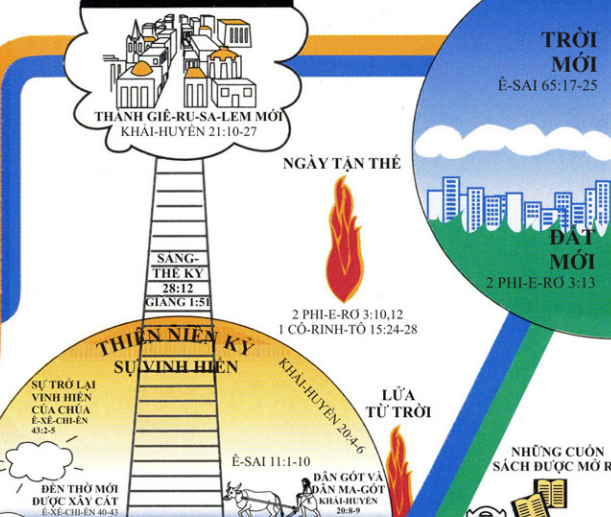 THÀNH GIÊ-RU-SA-LEM MỚI
KHẢI-HUYỀN 21:10-27
TRỜI
MỚI
Ê-SAI 65:17-25
NGÀY TẬN THẾ
ĐẤT
MỚI
2 PHI-E-RƠ 3:13
SÁNG-
THẾ KÝ
28:12
GIĂNG 1:51
2 PHI-E-RƠ 3:10,12
1 CÔ-RINH-TÔ 15:24-28
THIÊN NIÊN KỶ
SỰ VINH HIỂN
KHẢI-HUYỀN 20:4-6
SỰ TRỞ LẠI
VINH HIỂN
CỦA CHÚA
Ê-XÊ-CHI-ÊN
43:2-5
LỬA
TỪ TRỜI
Ê-SAI 11:1-10
ĐỀN THỜ MỚI
ĐƯỢC XÂY CẤT
Ê-XÊ-CHI-ÊN 40-43
DÂN GÓT VÀ
DÂN MA-GÓT
KHẢI-HUYỀN
20:8-9
NHỮNG CUỐN
SÁCH ĐƯỢC MỞ R